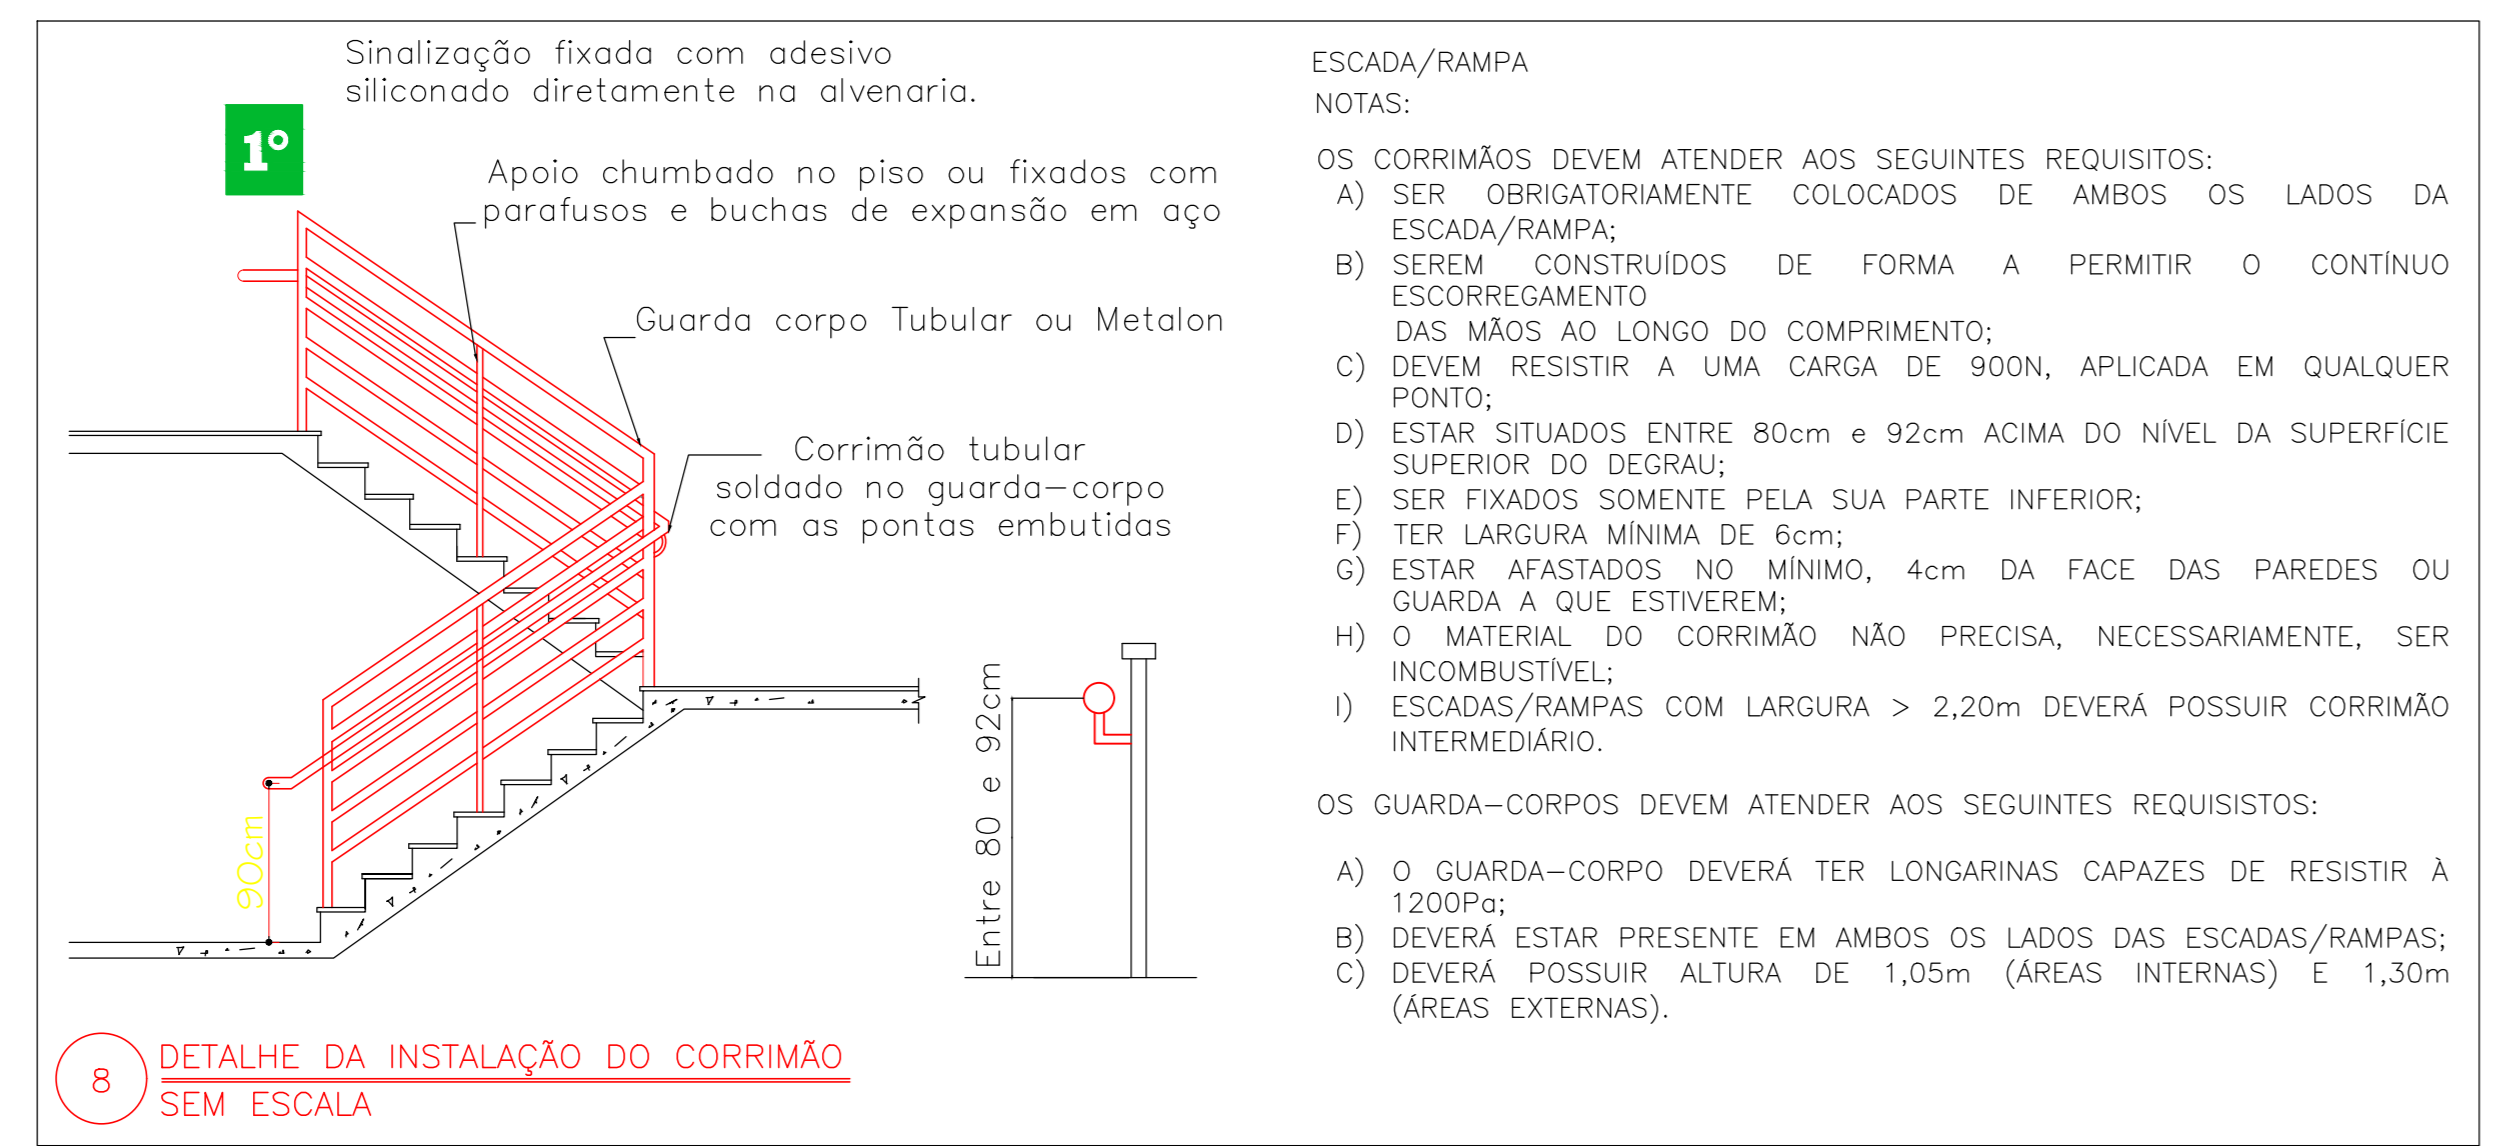 Sinalização fixada com adesivo
siliconado diretamente na alvenaria.
1º
Apoio chumbado no piso ou fixados com
parafusos e buchas de expansão em aço
Guarda corpo Tubular ou Metalon
Corrimão tubular
soldado no guarda-corpo
com as pontas embutidas
90cm
Entre 80 e 92cm
8
DETALHE DA INSTALAÇÃO DO CORRIMÃO
SEM ESCALA
ESCADA/RAMPA
NOTAS:
OS CORRIMÃOS DEVEM ATENDER AOS SEGUINTES REQUISITOS:
A) SER OBRIGATORIAMENTE COLOCADOS DE AMBOS OS LADOS DA
ESCADA/RAMPA;
B) SEREM CONSTRUÍDOS DE FORMA A PERMITIR O CONTÍNUO
ESCORREGAMENTO
DAS MÃOS AO LONGO DO COMPRIMENTO;
C) DEVEM RESISTIR A UMA CARGA DE 900N, APLICADA EM QUALQUER
PONTO;
D) ESTAR SITUADOS ENTRE 80cm e 92cm ACIMA DO NÍVEL DA SUPERFÍCIE
SUPERIOR DO DEGRAU;
E) SER FIXADOS SOMENTE PELA SUA PARTE INFERIOR;
F) TER LARGURA MÍNIMA DE 6cm;
G) ESTAR AFASTADOS NO MÍNIMO, 4cm DA FACE DAS PAREDES OU
GUARDA A QUE ESTIVEREM;
H) O MATERIAL DO CORRIMÃO NÃO PRECISA, NECESSARIAMENTE, SER
INCOMBUSTÍVEL;
I) ESCADAS/RAMPAS COM LARGURA > 2,20m DEVERÁ POSSUIR CORRIMÃO
INTERMEDIÁRIO.
OS GUARDA-CORPOS DEVEM ATENDER AOS SEGUINTES REQUISISTOS:
A) O GUARDA-CORPO DEVERÁ TER LONGARINAS CAPAZES DE RESISTIR À
1200Pa;
B) DEVERÁ ESTAR PRESENTE EM AMBOS OS LADOS DAS ESCADAS/RAMPAS;
C) DEVERÁ POSSUIR ALTURA DE 1,05m (ÁREAS INTERNAS) E 1,30m
(ÁREAS EXTERNAS).